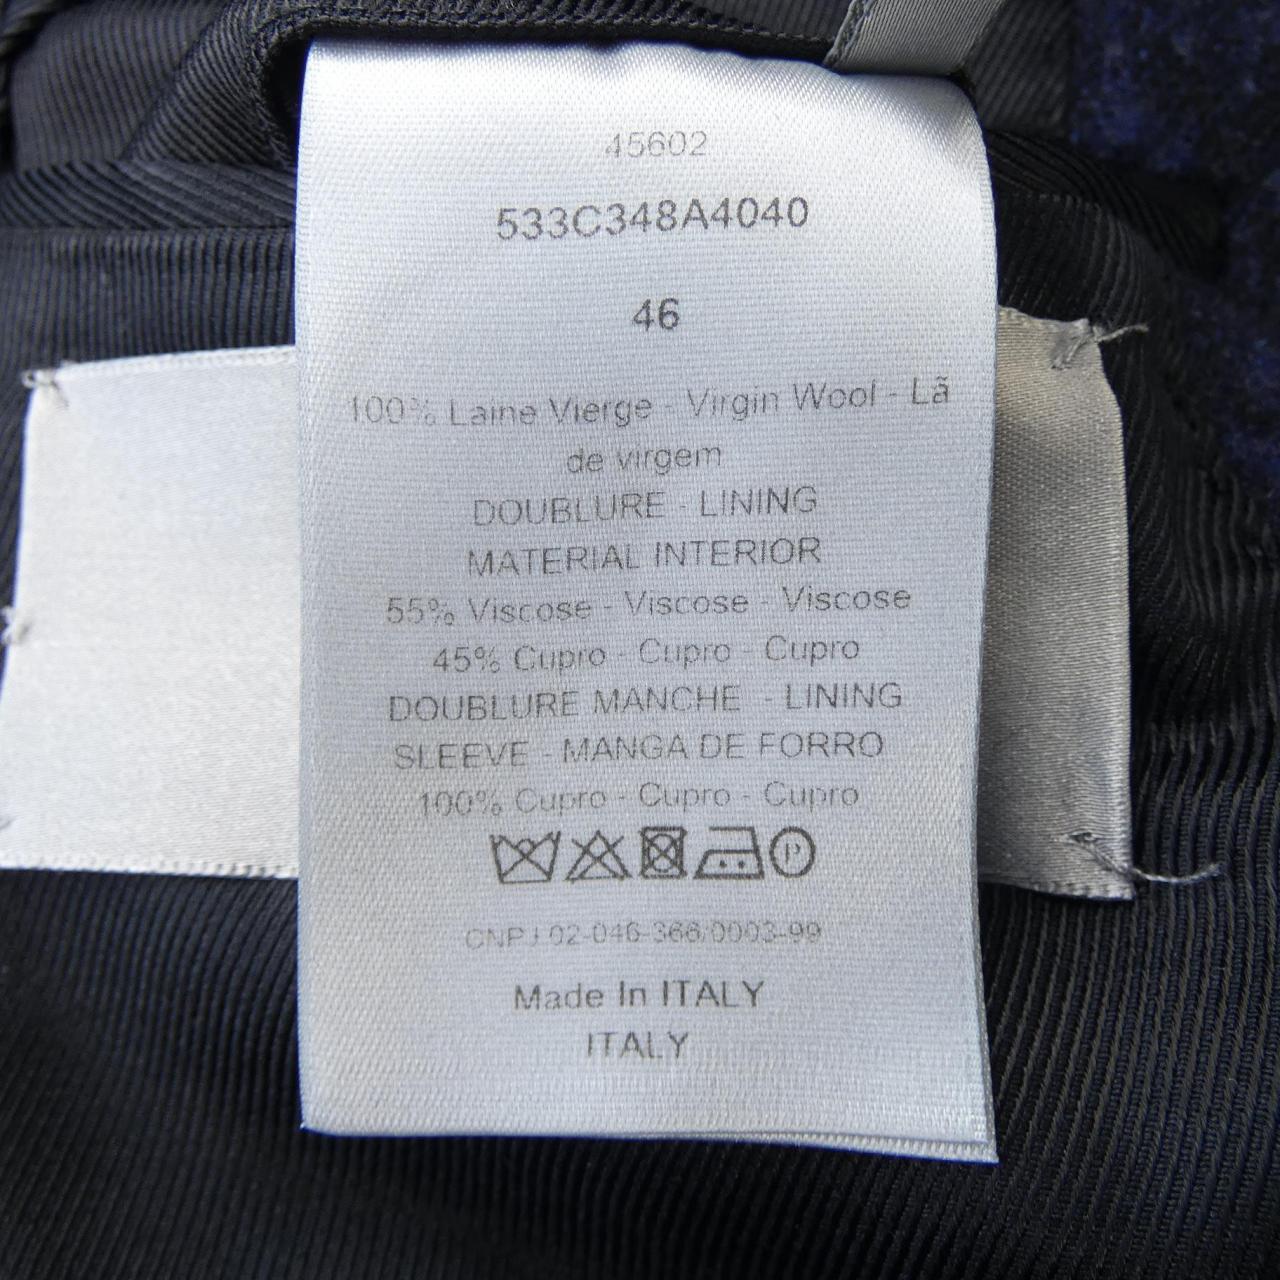 45602
533C348A4040
46
100% Laine Vierge - Virgin Wool - Lã
de virgem
DOUBLURE - LINING
MATERIAL INTERIOR
55% Viscose - Viscose - Viscose
45% Cupro - Cupro - Cupro
DOUBLURE MANCHE - LINING
SLEEVE - MANGA DE FORRO
100% Cupro - Cupro - Cupro
P
CNPJ 02-046-366/0003-99
Made In ITALY
ITALY